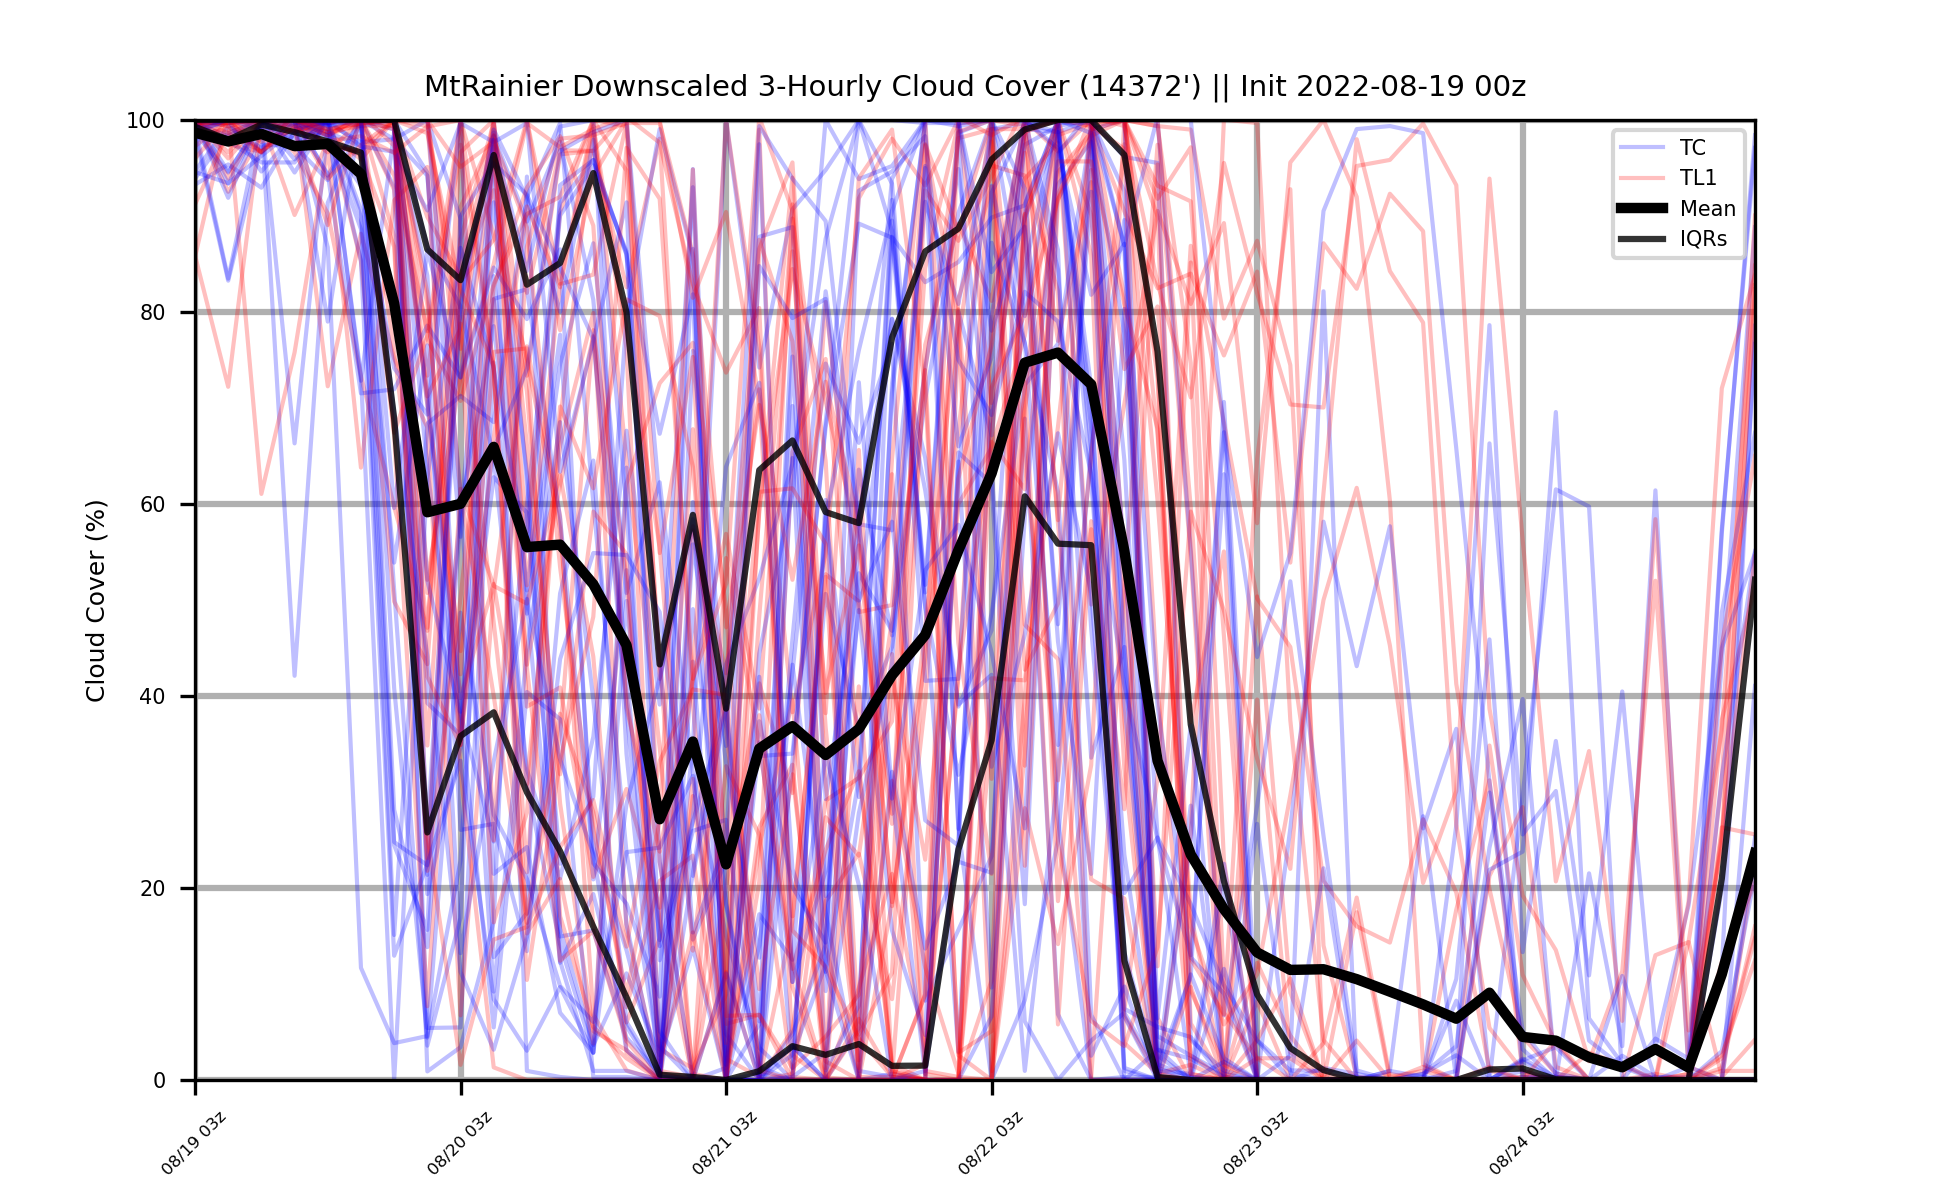 MtRainier Downscaled 3-Hourly Cloud Cover (14372') || Init 2022-08-19 00z
TC
TL1
Mean
IQRs
Cloud Cover (%)
100
80
60
40
20
0
08/19 03z
08/20 03z
08/21 03z
08/22 03z
08/23 03z
08/24 03z